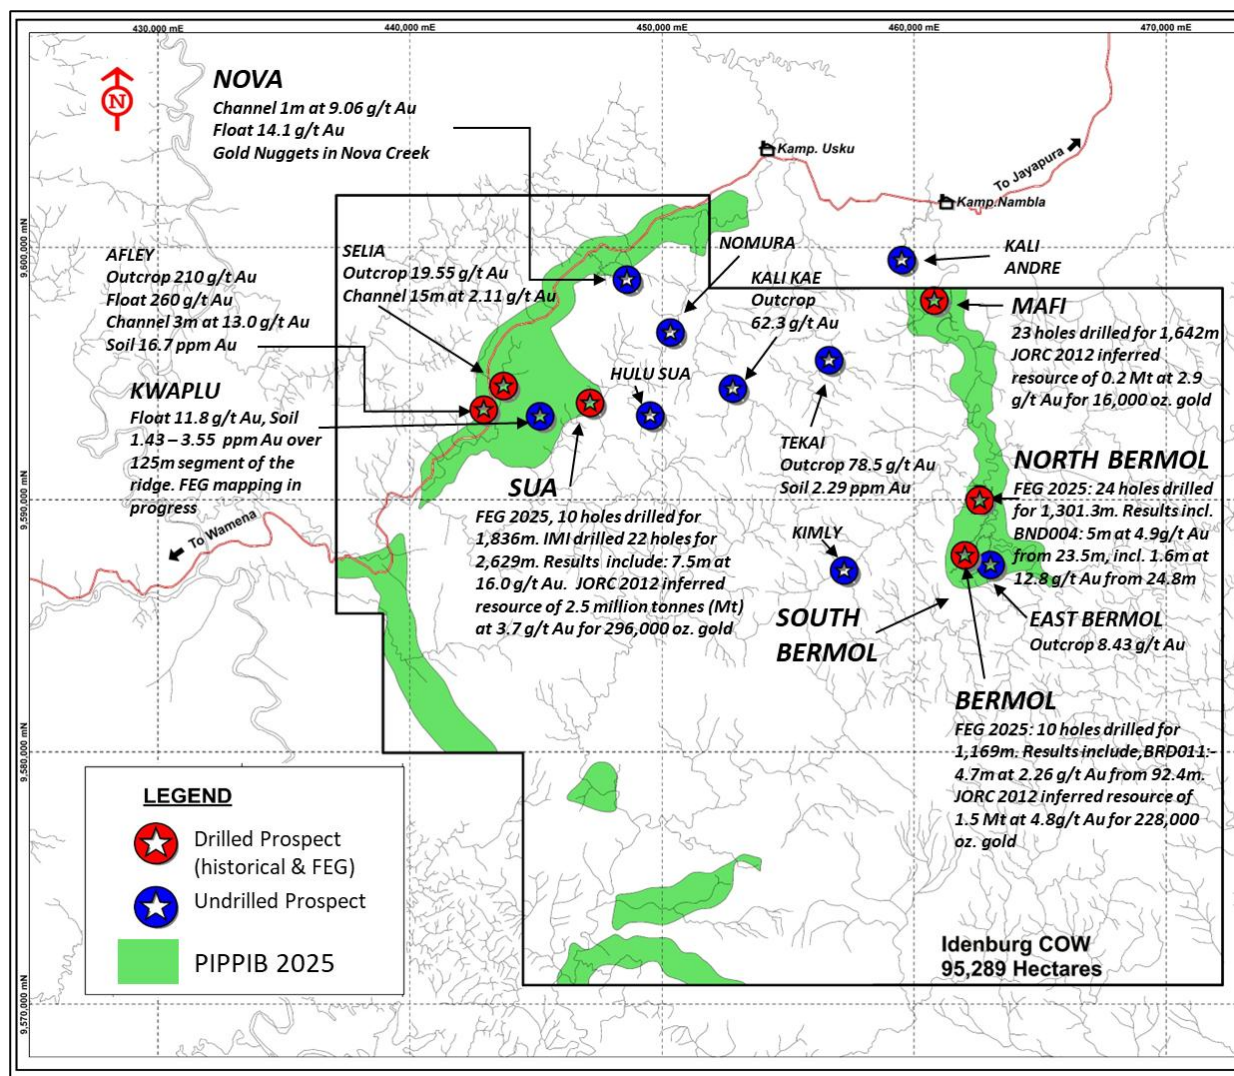 430,000 mE
440,000 mE
450,000 mE
460,000 mE
470,000 mE
N
NOVA
Channel 1m at 9.06 g/t Au
Float 14.1 g/t Au
Gold Nuggets in Nova Creek
Kamp. Usku
To Jayapura
Kamp.Nambla
9,600,000 mN
AFLEY
Outcrop 210 g/t Au
Float 260 g/t Au
Channel 3m at 13.0 g/t Au
Soil 16.7 ppm Au
SELIA
Outcrop 19.55 g/t Au
Channel 15m at 2.11 g/t Au
NOMURA
KALI KAE
Outcrop
62.3 g/t Au
KALI
ANDRE
MAFI
23 holes drilled for 1,642m
JORC 2012 inferred
resource of 0.2 Mt at 2.9
g/t Au for 16,000 oz. gold
HULU SUA
KWAPLU
Float 11.8 g/t Au, Soil
1.43 – 3.55 ppm Au over
125m segment of the
ridge. FEG mapping in
progress
TEKAI
Outcrop 78.5 g/t Au
Soil 2.29 ppm Au
NORTH BERMOL
FEG 2025: 24 holes drilled
for 1,301.3m. Results incl.
BND004: 5m at 4.9g/t Au
from 23.5m, incl. 1.6m at
12.8 g/t Au from 24.8m
9,590,000 mN
SUA
FEG 2025, 10 holes drilled for
1,836m. IMI drilled 22 holes for
2,629m. Results include: 7.5m at
16.0 g/t Au. JORC 2012 inferred
resource of 2.5 million tonnes (Mt)
at 3.7 g/t Au for 296,000 oz. gold
To Wamena
KIMLY
SOUTH
BERMOL
EAST BERMOL
Outcrop 8.43 g/t Au
BERMOL
FEG 2025: 10 holes drilled for
1,169m. Results include,BRD011:-
4.7m at 2.26 g/t Au from 92.4m.
JORC 2012 inferred resource of
1.5 Mt at 4.8g/t Au for 228,000
oz. gold
9,580,000 mN
LEGEND
Drilled Prospect
(historical & FEG)
Undrilled Prospect
PIPPIB 2025
Idenburg COW
95,289 Hectares
9,570,000 mN